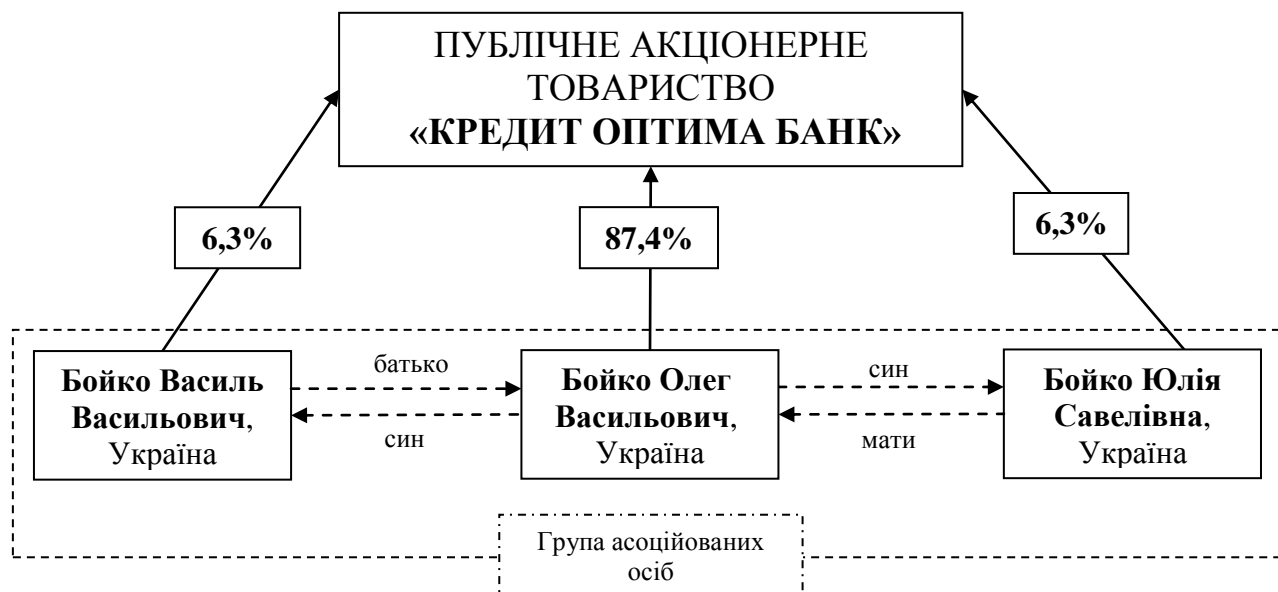 ПУБЛІЧНЕ АКЦІОНЕРНЕ
ТОВАРИСТВО
«КРЕДИТ ОПТИМА БАНК»
6,3%
87,4%
6,3%
Бойко Василь
Васильович,
Україна
батько
син
Бойко Олег
Васильович,
Україна
син
мати
Бойко Юлія
Савелівна,
Україна
Група асоційованих
осіб